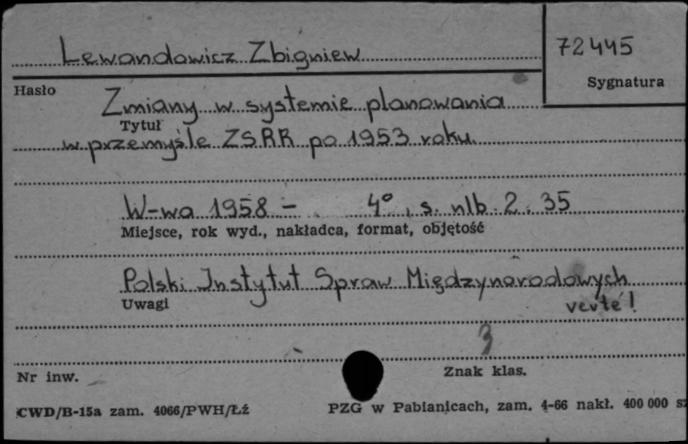 Lewandowicz Zbigniew
72445
Hasło
Sygnatura
Zmiany w systemie planowania
Tytuł
w przemyśle ZSRR po 1953 roku.
W-wa 1958 - 4°, s. nlb. 2. 35
Miejsce, rok wyd., nakładca, format, objętość
Polski Instytut Spraw Międzynarodowych
Uwagi
verte!
3
Nr inw.
Znak klas.
CWD/B-15a zam. 4066/PWH/Łź
PZG w Pabianicach, zam. 4-66 nakł. 400 000 sz